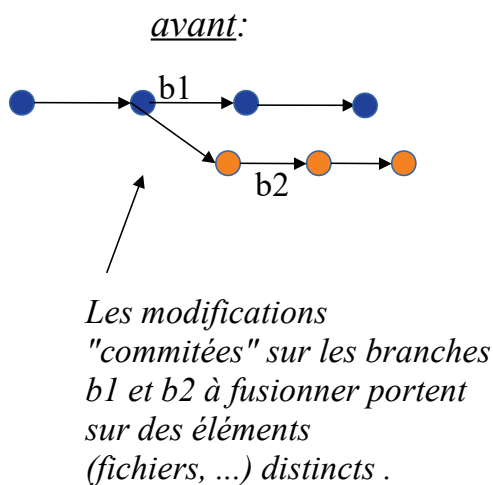 avant:
b1
b2
Les modifications
"commitées" sur les branches
b1 et b2 à fusionner portent
sur des éléments
(fichiers, ...) distincts .